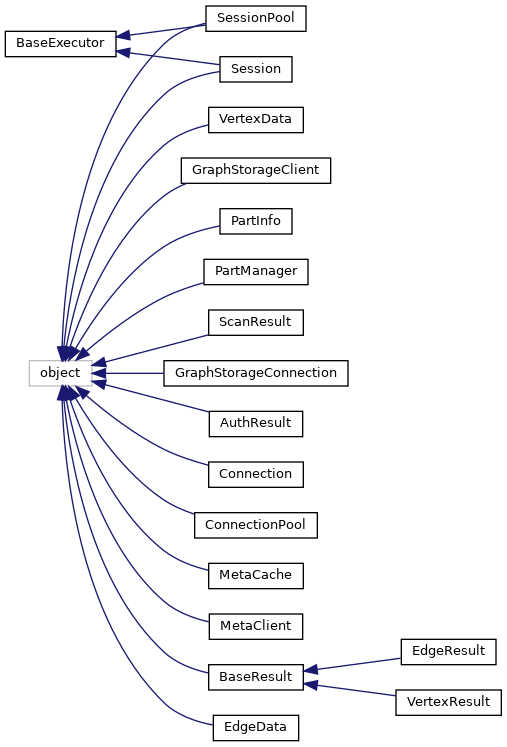 SessionPool
BaseExecutor
Session
VertexData
GraphStorageClient
PartInfo
PartManager
ScanResult
object
GraphStorageConnection
AuthResult
Connection
ConnectionPool
MetaCache
MetaClient
EdgeResult
BaseResult
VertexResult
EdgeData